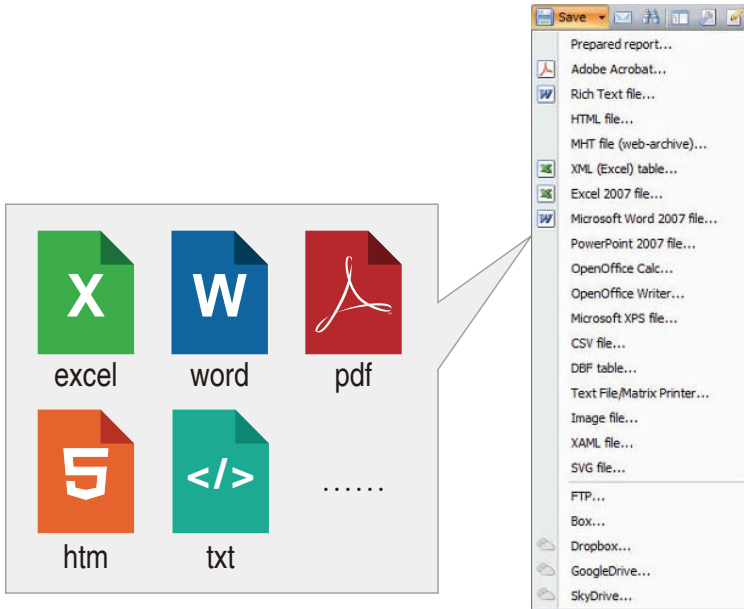 Save
Prepared report...
Adobe Acrobat...
Rich Text file...
HTML file...
MHT file (web-archive)...
XML (Excel) table...
Excel 2007 file...
Microsoft Word 2007 file...
PowerPoint 2007 file...
OpenOffice Calc...
OpenOffice Writer...
Microsoft XPS file...
CSV file...
DBF table...
Text File/Matrix Printer...
Image file...
XAML file...
SVG file...
FTP...
Box...
Dropbox...
GoogleDrive...
SkyDrive...
X W
excel word pdf
5 </> ......
htm txt